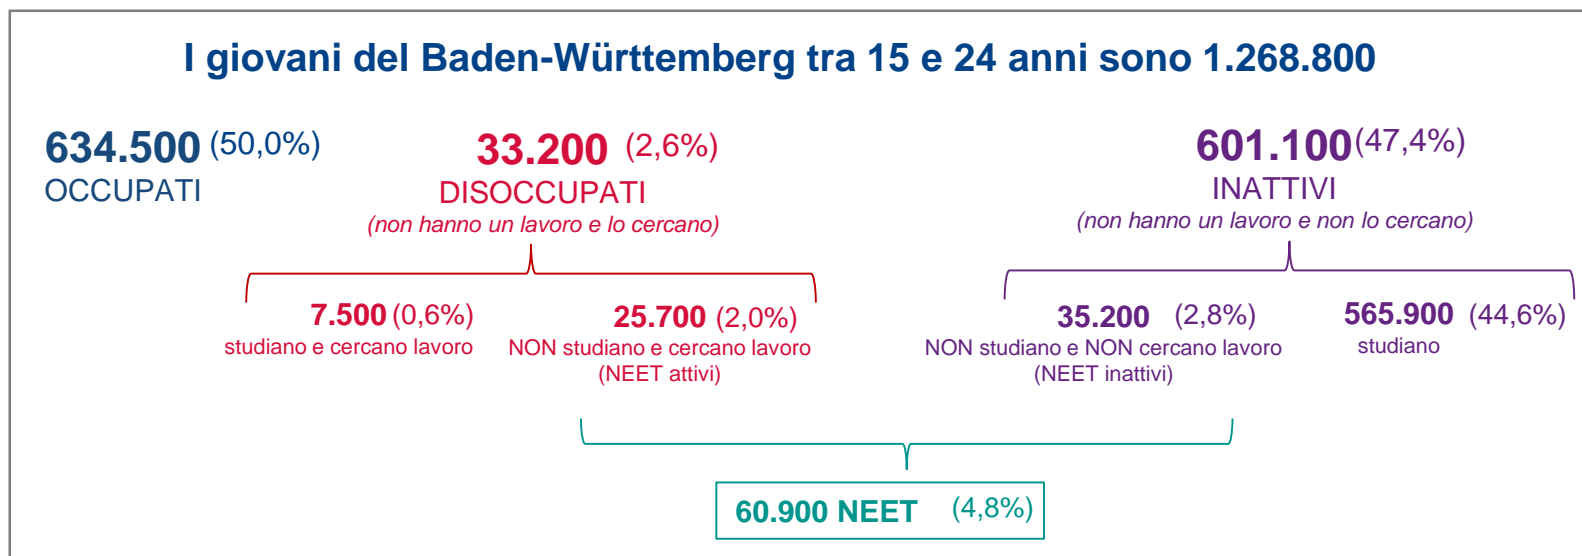 I giovani del Baden-Württemberg tra 15 e 24 anni sono 1.268.800
634.500 (50,0%)
OCCUPATI
33.200 (2,6%)
DISOCCUPATI
(non hanno un lavoro e lo cercano)
601.100 (47,4%)
INATTIVI
(non hanno un lavoro e non lo cercano)
7.500 (0,6%)
studiano e cercano lavoro
25.700 (2,0%)
NON studiano e cercano lavoro
(NEET attivi)
35.200 (2,8%)
NON studiano e NON cercano lavoro
(NEET inattivi)
565.900 (44,6%)
studiano
60.900 NEET (4,8%)